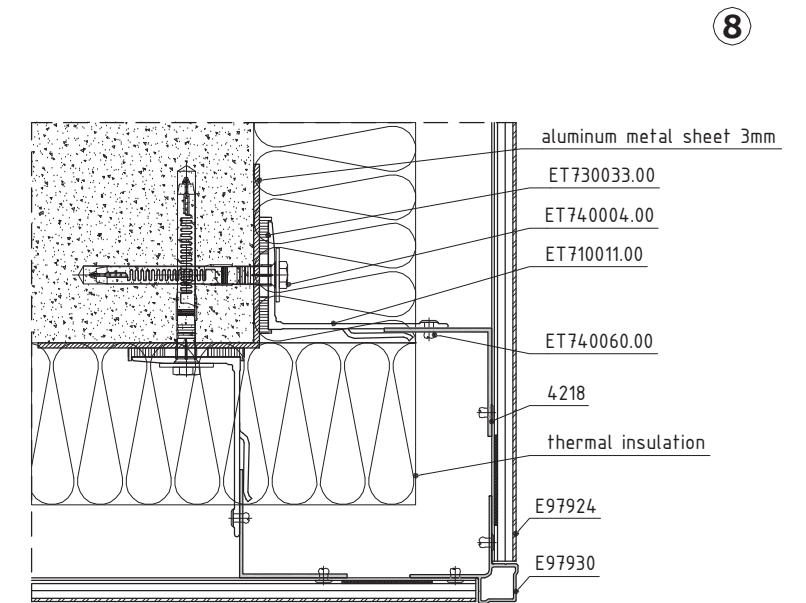 8
aluminum metal sheet 3mm
ET730033.00
ET740004.00
ET710011.00
ET740060.00
4218
thermal insulation
E97924
E97930